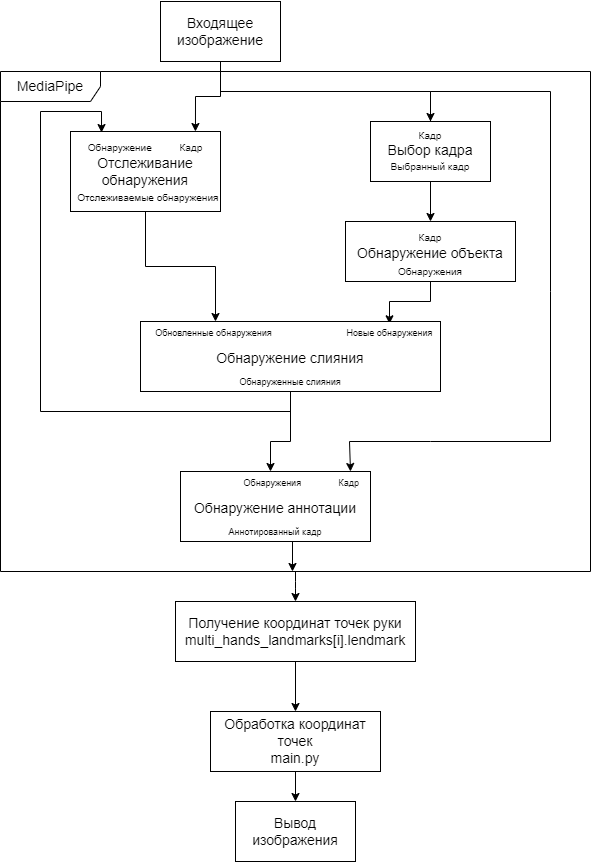 Входящее
изображение
MediaPipe
Обнаружение Кадр
Отслеживание
обнаружения
Отслеживаемые обнаружения
Кадр
Выбор кадра
Выбранный кадр
Кадр
Обнаружение объекта
Обнаружения
Обновленные обнаружения Новые обнаружения
Обнаружение слияния
Обнаруженные слияния
Обнаружения Кадр
Обнаружение аннотации
Аннотированный кадр
Получение координат точек руки
multi_hands_landmarks[i].lendmark
Обработка координат
точек
main.py
Вывод
изображения